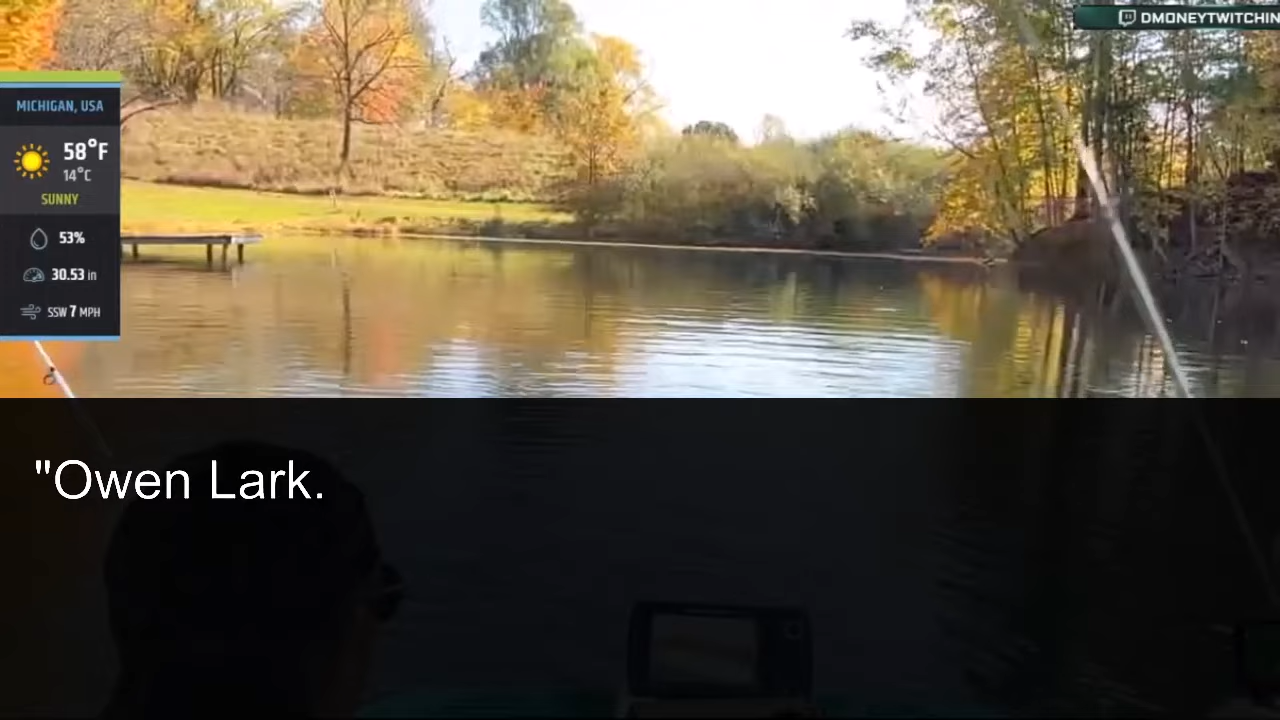 DMONEYTWITCHIN
MICHIGAN, USA
58°F
14°C
SUNNY
53%
30.53 in
SSW 7 MPH
"Owen Lark.